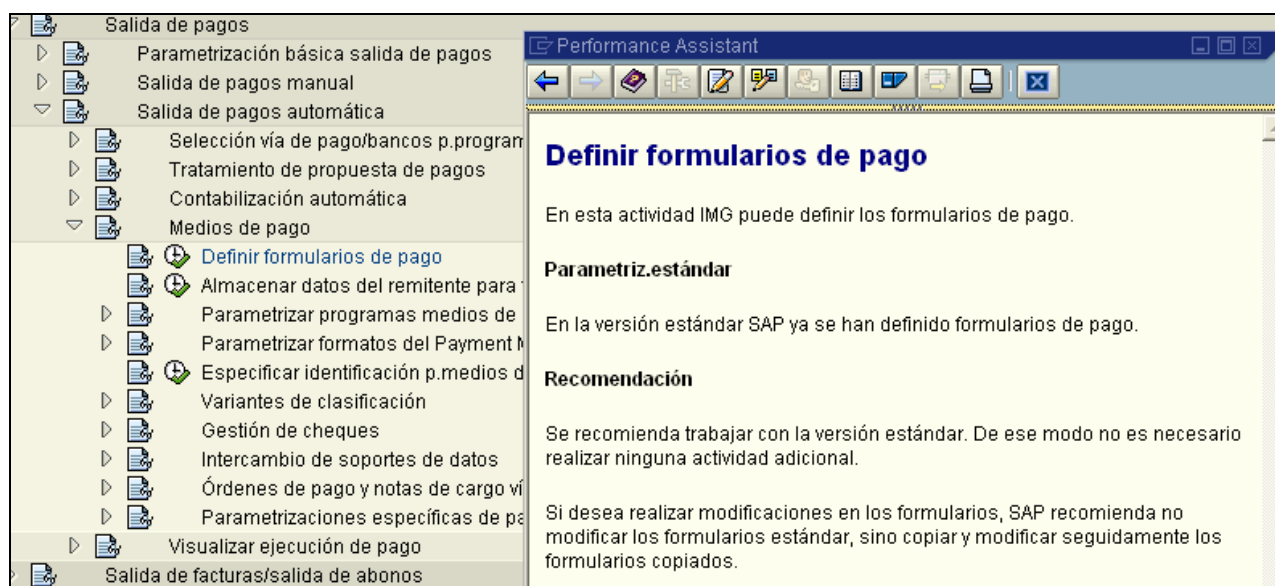 Salida de pagos
Parametrización básica salida de pagos
Salida de pagos manual
Salida de pagos automática
Selección vía de pago/bancos p.program
Tratamiento de propuesta de pagos
Contabilización automática
Medios de pago
Definir formularios de pago
Almacenar datos del remitente para
Parametrizar programas medios de
Parametrizar formatos del Payment
Especificar identificación p.medios d
Variantes de clasificación
Gestión de cheques
Intercambio de soportes de datos
Órdenes de pago y notas de cargo ví
Parametrizaciones específicas de pa
Visualizar ejecución de pago
Salida de facturas/salida de abonos
Performance Assistant
Definir formularios de pago
En esta actividad IMG puede definir los formularios de pago.
Parametriz.estándar
En la versión estándar SAP ya se han definido formularios de pago.
Recomendación
Se recomienda trabajar con la versión estándar. De ese modo no es necesario
realizar ninguna actividad adicional.
Si desea realizar modificaciones en los formularios, SAP recomienda no
modificar los formularios estándar, sino copiar y modificar seguidamente los
formularios copiados.